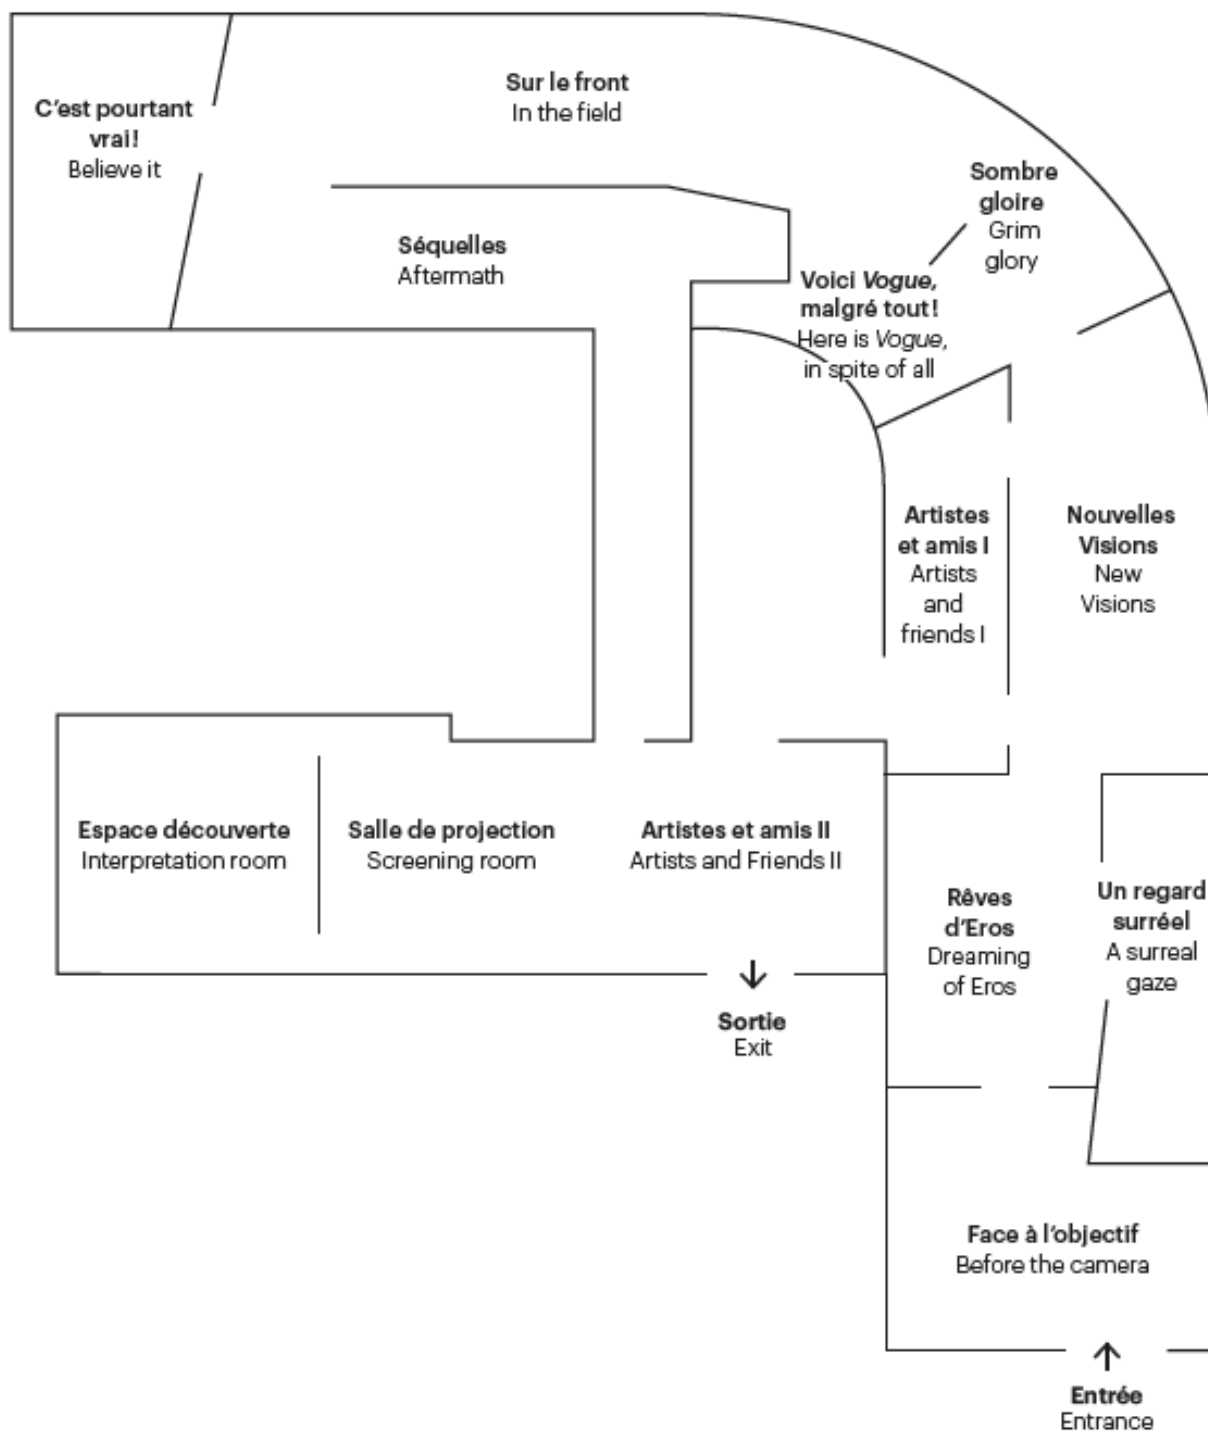 C'est pourtant
vrai!
Believe it
Sur le front
In the field
Sombre
gloire
Grim
glory
Séquelles
Aftermath
Voici Vogue,
malgré tout!
Here is Vogue,
in spite of all
Artistes
et amis I
Artists
and
friends I
Nouvelles
Visions
New
Visions
Espace découverte
Interpretation room
Salle de projection
Screening room
Artistes et amis II
Artists and Friends II
Rêves
d'Eros
Dreaming
of Eros
Un regard
surréel
A surreal
gaze
Sortie
Exit
Face à l'objectif
Before the camera
Entrée
Entrance